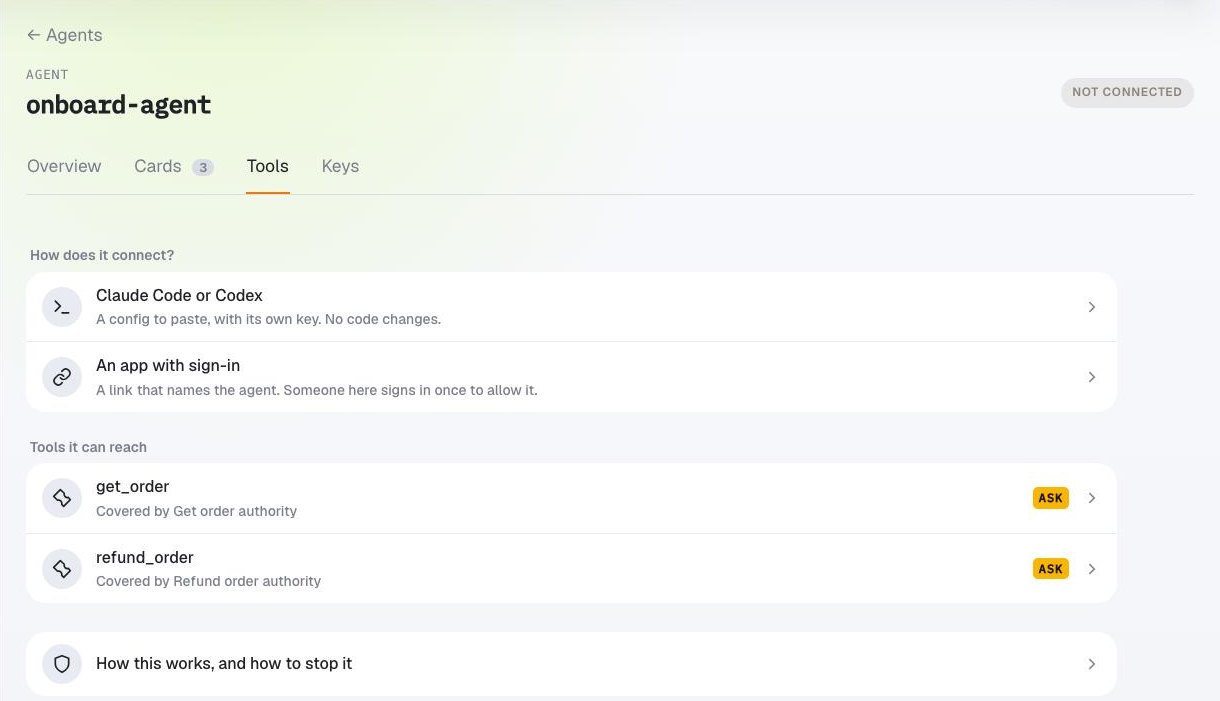 ← Agents
AGENT
onboard-agent
NOT CONNECTED
Overview Cards 3 Tools Keys
How does it connect?
Claude Code or Codex
A config to paste, with its own key. No code changes.
An app with sign-in
A link that names the agent. Someone here signs in once to allow it.
Tools it can reach
get_order
Covered by Get order authority
ASK
refund_order
Covered by Refund order authority
ASK
How this works, and how to stop it